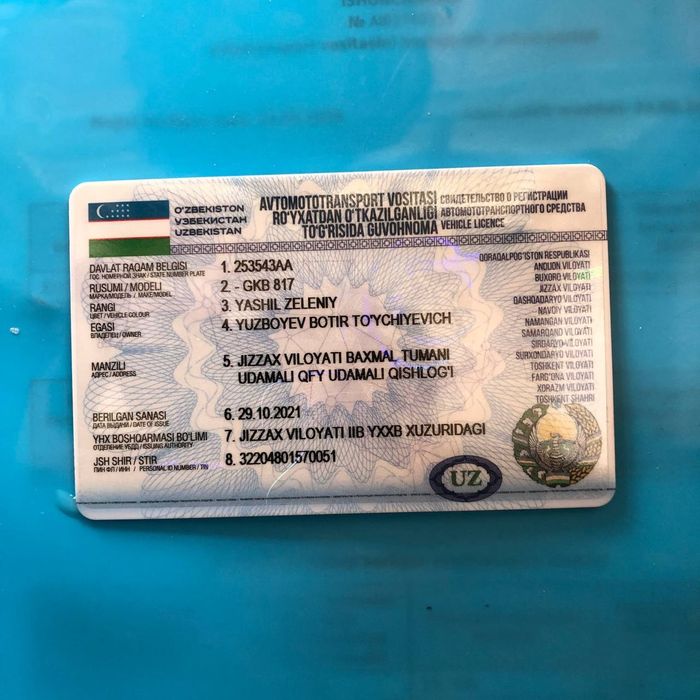 O'ZBEKISTON
ЎЗБЕКИСТАН
UZBEKISTAN
AVTOMOTOTRANSPORT VOSITASI
RO'YXATDAN O'TKAZILGANLIGI
TO'G'RISIDA GUVOHNOMA
СВИДЕТЕЛЬСТВО О РЕГИСТРАЦИИ
АВТОМОТОТРАНСПОРТНОГО СРЕДСТВА
VEHICLE LICENCE
DAVLAT RAQAM BELGISI 1. 253543AA
ГОС. НОМЕРНОЙ ЗНАК / STATE NUMBER PLATE
RUSUMI / MODELI 2. - GKB 817
МАРКА/МОДЕЛЬ / MAKE/MODEL
RANGI 3. YASHIL ZELENIY
ЦВЕТ / VEHICLE COLOUR
EGASI 4. YUZBOYEV BOTIR TO'YCHIYEVICH
ВЛАДЕЛЕЦ / OWNER
MANZILI 5. JIZZAX VILOYATI BAXMAL TUMANI
АДРЕС / ADDRESS UDAMALI QFY UDAMALI QISHLOG'I
BERILGAN SANASI 6. 29.10.2021
ДАТА ВЫДАЧИ / DATE OF ISSUE
YHX BOSHQARMASI BO'LIMI 7. JIZZAX VILOYATI IIB YXXB XUZURIDAGI
ОТДЕЛЕНИЕ УБДД / ISSUING AUTHORITY
JSH SHIR / STIR 8. 32204801570051
ПИН ФЛ / ИНН / PERSONAL ID NUMBER / TIN
QORAQALPOG'ISTON RESPUBLIKASI
ANDIJON VILOYATI
BUXORO VILOYATI
JIZZAX VILOYATI
QASHQADARYO VILOYATI
NAVOIY VILOYATI
NAMANGAN VILOYATI
SAMARQAND VILOYATI
SIRDARYO VILOYATI
SURXONDARYO VILOYATI
TOSHKENT VILOYATI
FARG'ONA VILOYATI
XORAZM VILOYATI
TOSHKENT SHAHRI
UZ